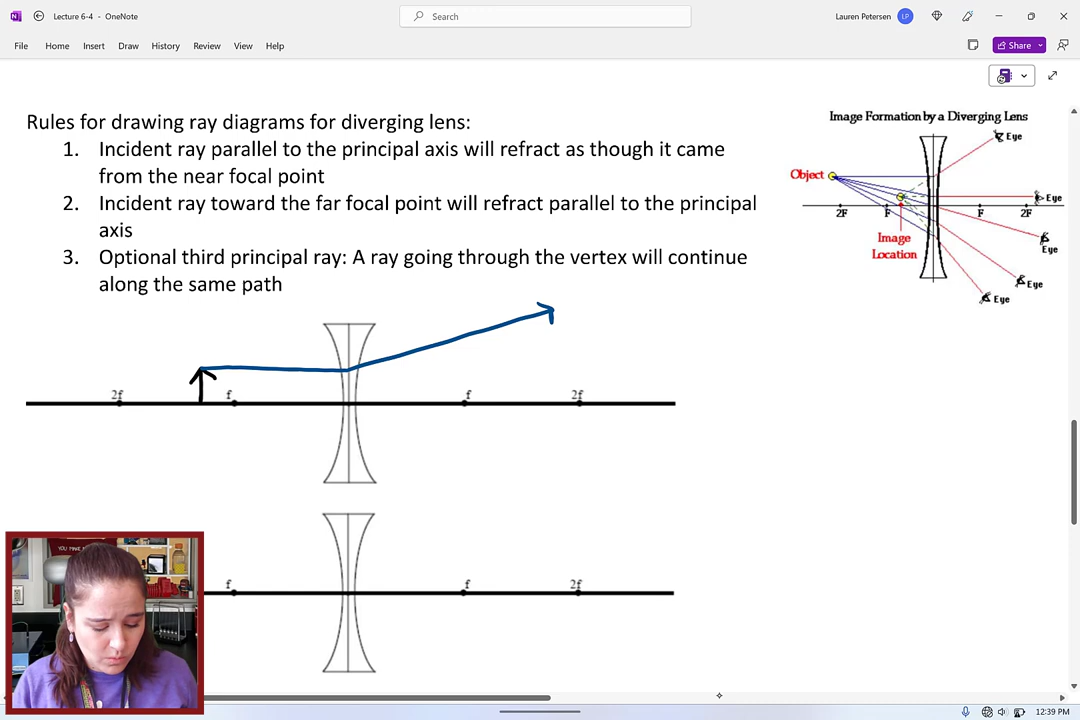 Lecture 6-4 - OneNote
Search
Lauren Petersen
LP
File Home Insert Draw History Review View Help
Share
Rules for drawing ray diagrams for diverging lens:
1. Incident ray parallel to the principal axis will refract as though it came
from the near focal point
2. Incident ray toward the far focal point will refract parallel to the principal
axis
3. Optional third principal ray: A ray going through the vertex will continue
along the same path
Image Formation by a Diverging Lens
Eye
Object
Eye
2F F F 2F
Image
Location
Eye
Eye
Eye
2f f f 2f
f f 2f
YOU MAKE
12:39 PM